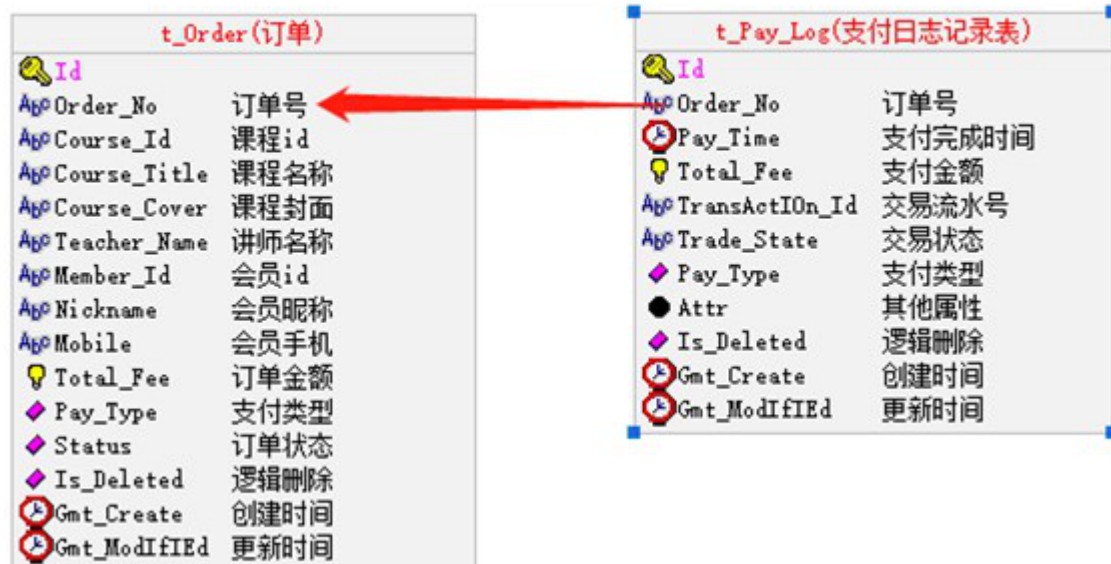 t_Order(订单)
Id
Order_No 订单号
Course_Id 课程id
Course_Title 课程名称
Course_Cover 课程封面
Teacher_Name 讲师名称
Member_Id 会员id
Nickname 会员昵称
Mobile 会员手机
Total_Fee 订单金额
Pay_Type 支付类型
Status 订单状态
Is_Deleted 逻辑删除
Gmt_Create 创建时间
Gmt_ModIfIEd 更新时间
t_Pay_Log(支付日志记录表)
Id
Order_No 订单号
Pay_Time 支付完成时间
Total_Fee 支付金额
TransActIOn_Id 交易流水号
Trade_State 交易状态
Pay_Type 支付类型
Attr 其他属性
Is_Deleted 逻辑删除
Gmt_Create 创建时间
Gmt_ModIfIEd 更新时间